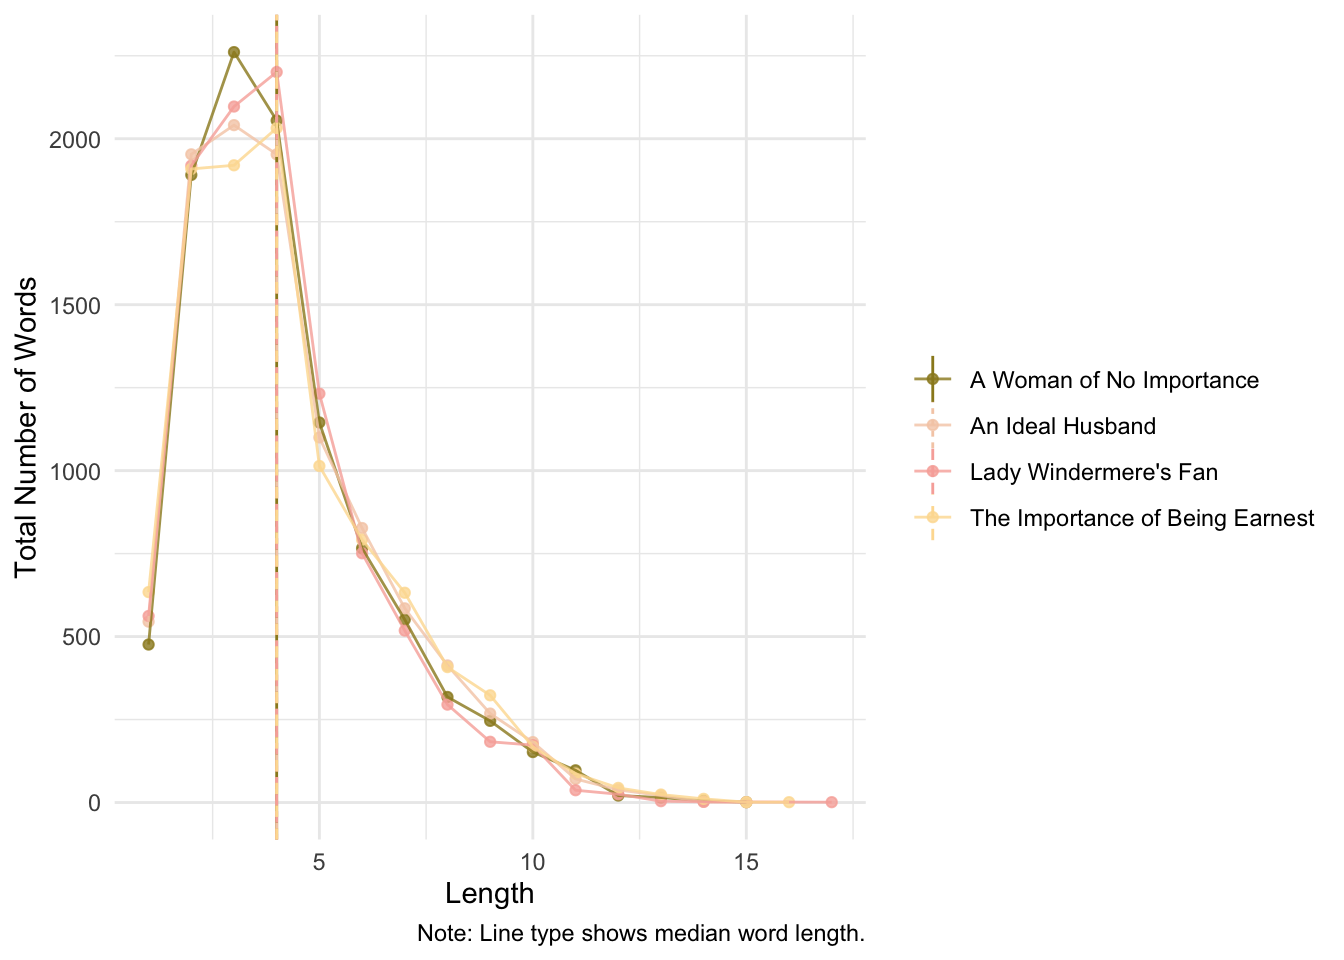 Total Number of Words
2000
1500
1000
500
0
5 10 15
Length
Note: Line type shows median word length.
A Woman of No Importance
An Ideal Husband
Lady Windermere's Fan
The Importance of Being Earnest